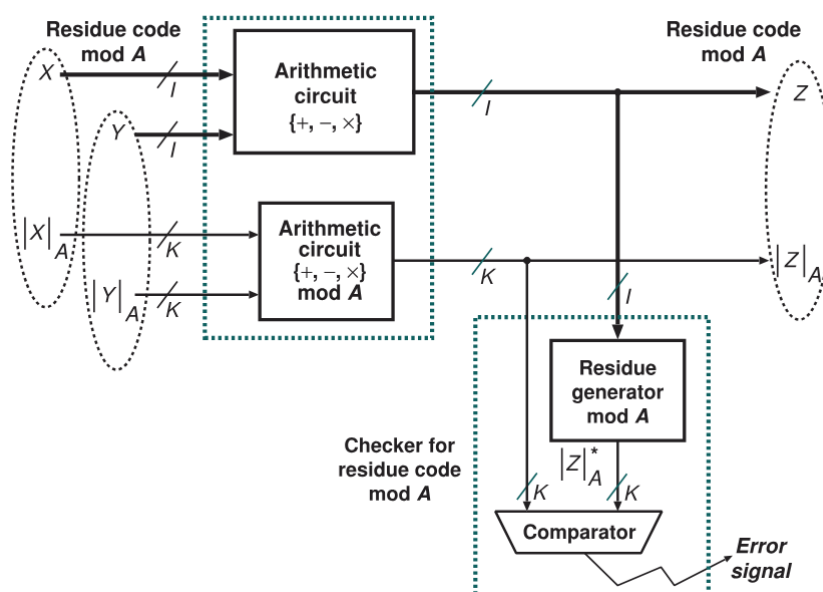 Residue code
mod A
X
I
Y
I
|X| A
K
|Y| A
K
Arithmetic
circuit
{+, −, ×}
Arithmetic
circuit
{+, −, ×}
mod A
I
K
I
Residue code
mod A
Z
|Z| A
Residue
generator
mod A
Checker for
residue code
mod A
|Z| * A
K
K
Comparator
Error
signal